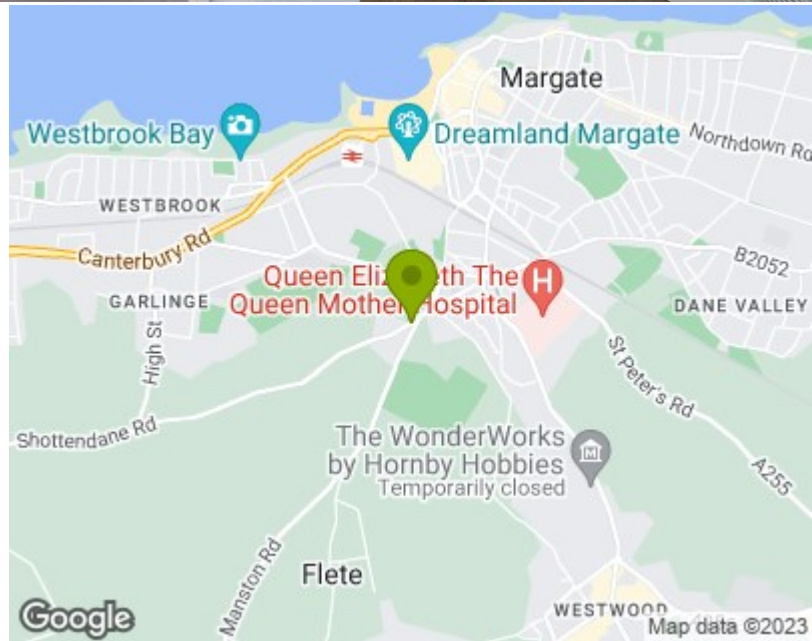 Margate
Westbrook Bay
Dreamland Margate
Northdown Rd
WESTBROOK
Canterbury Rd
B2052
Queen Elizabeth The
Queen Mother Hospital
H
GARLINGE
DANE VALLEY
High St
St Peter's Rd
Shottendane Rd
The WonderWorks
by Hornby Hobbies
Temporarily closed
M
A255
Manston Rd
Flete
WESTWOOD
Google
Map data ©2023